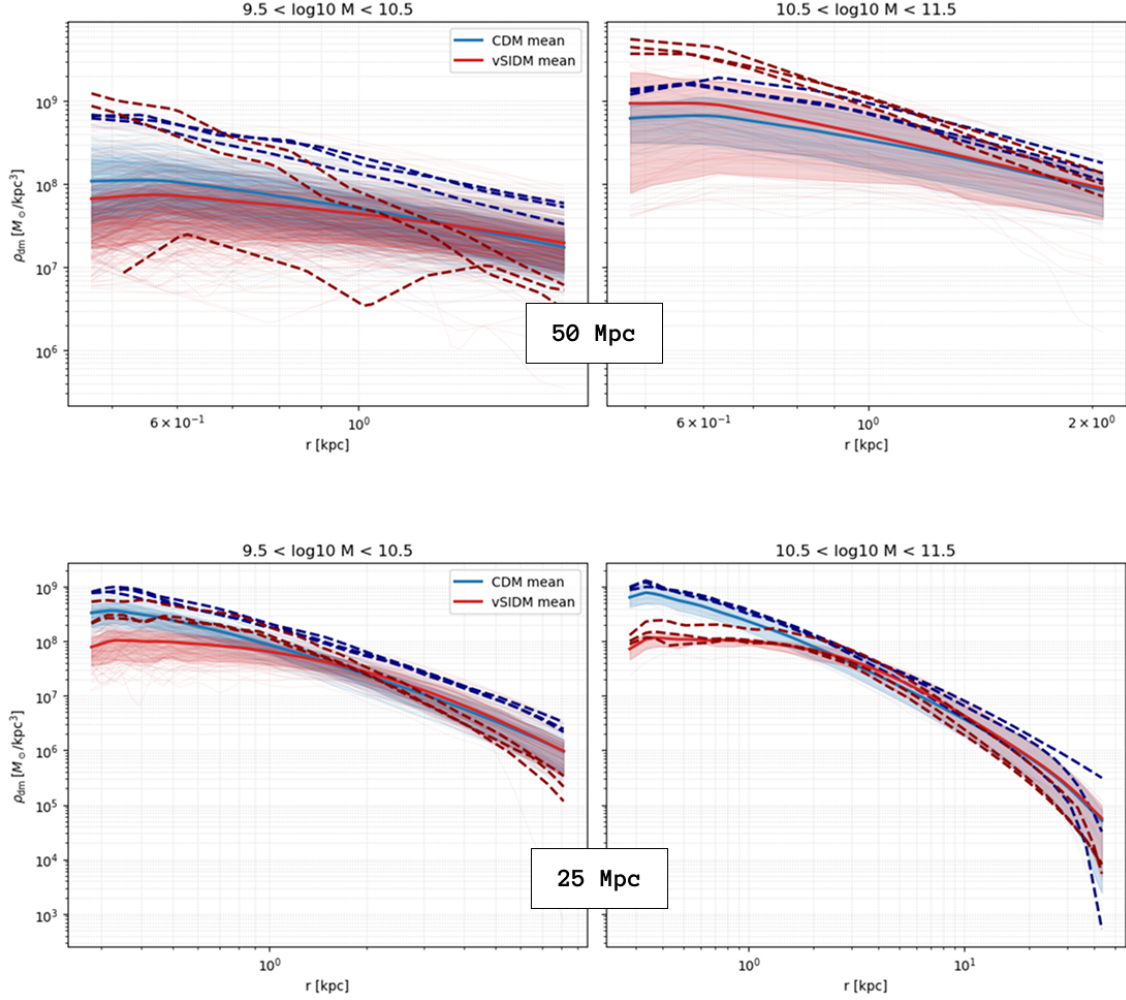 9.5 < log10 M < 10.5
10.5 < log10 M < 11.5
CDM mean
vSIDM mean
10⁹
10⁸
10⁷
10⁶
ρdm [M⊙/kpc³]
6 × 10⁻¹
10⁰
6 × 10⁻¹
10⁰
2 × 10⁰
r [kpc]
r [kpc]
50 Mpc
9.5 < log10 M < 10.5
10.5 < log10 M < 11.5
CDM mean
vSIDM mean
10⁹
10⁸
10⁷
10⁶
10⁵
10⁴
10³
ρdm [M⊙/kpc³]
25 Mpc
10⁰
10⁰
10¹
r [kpc]
r [kpc]